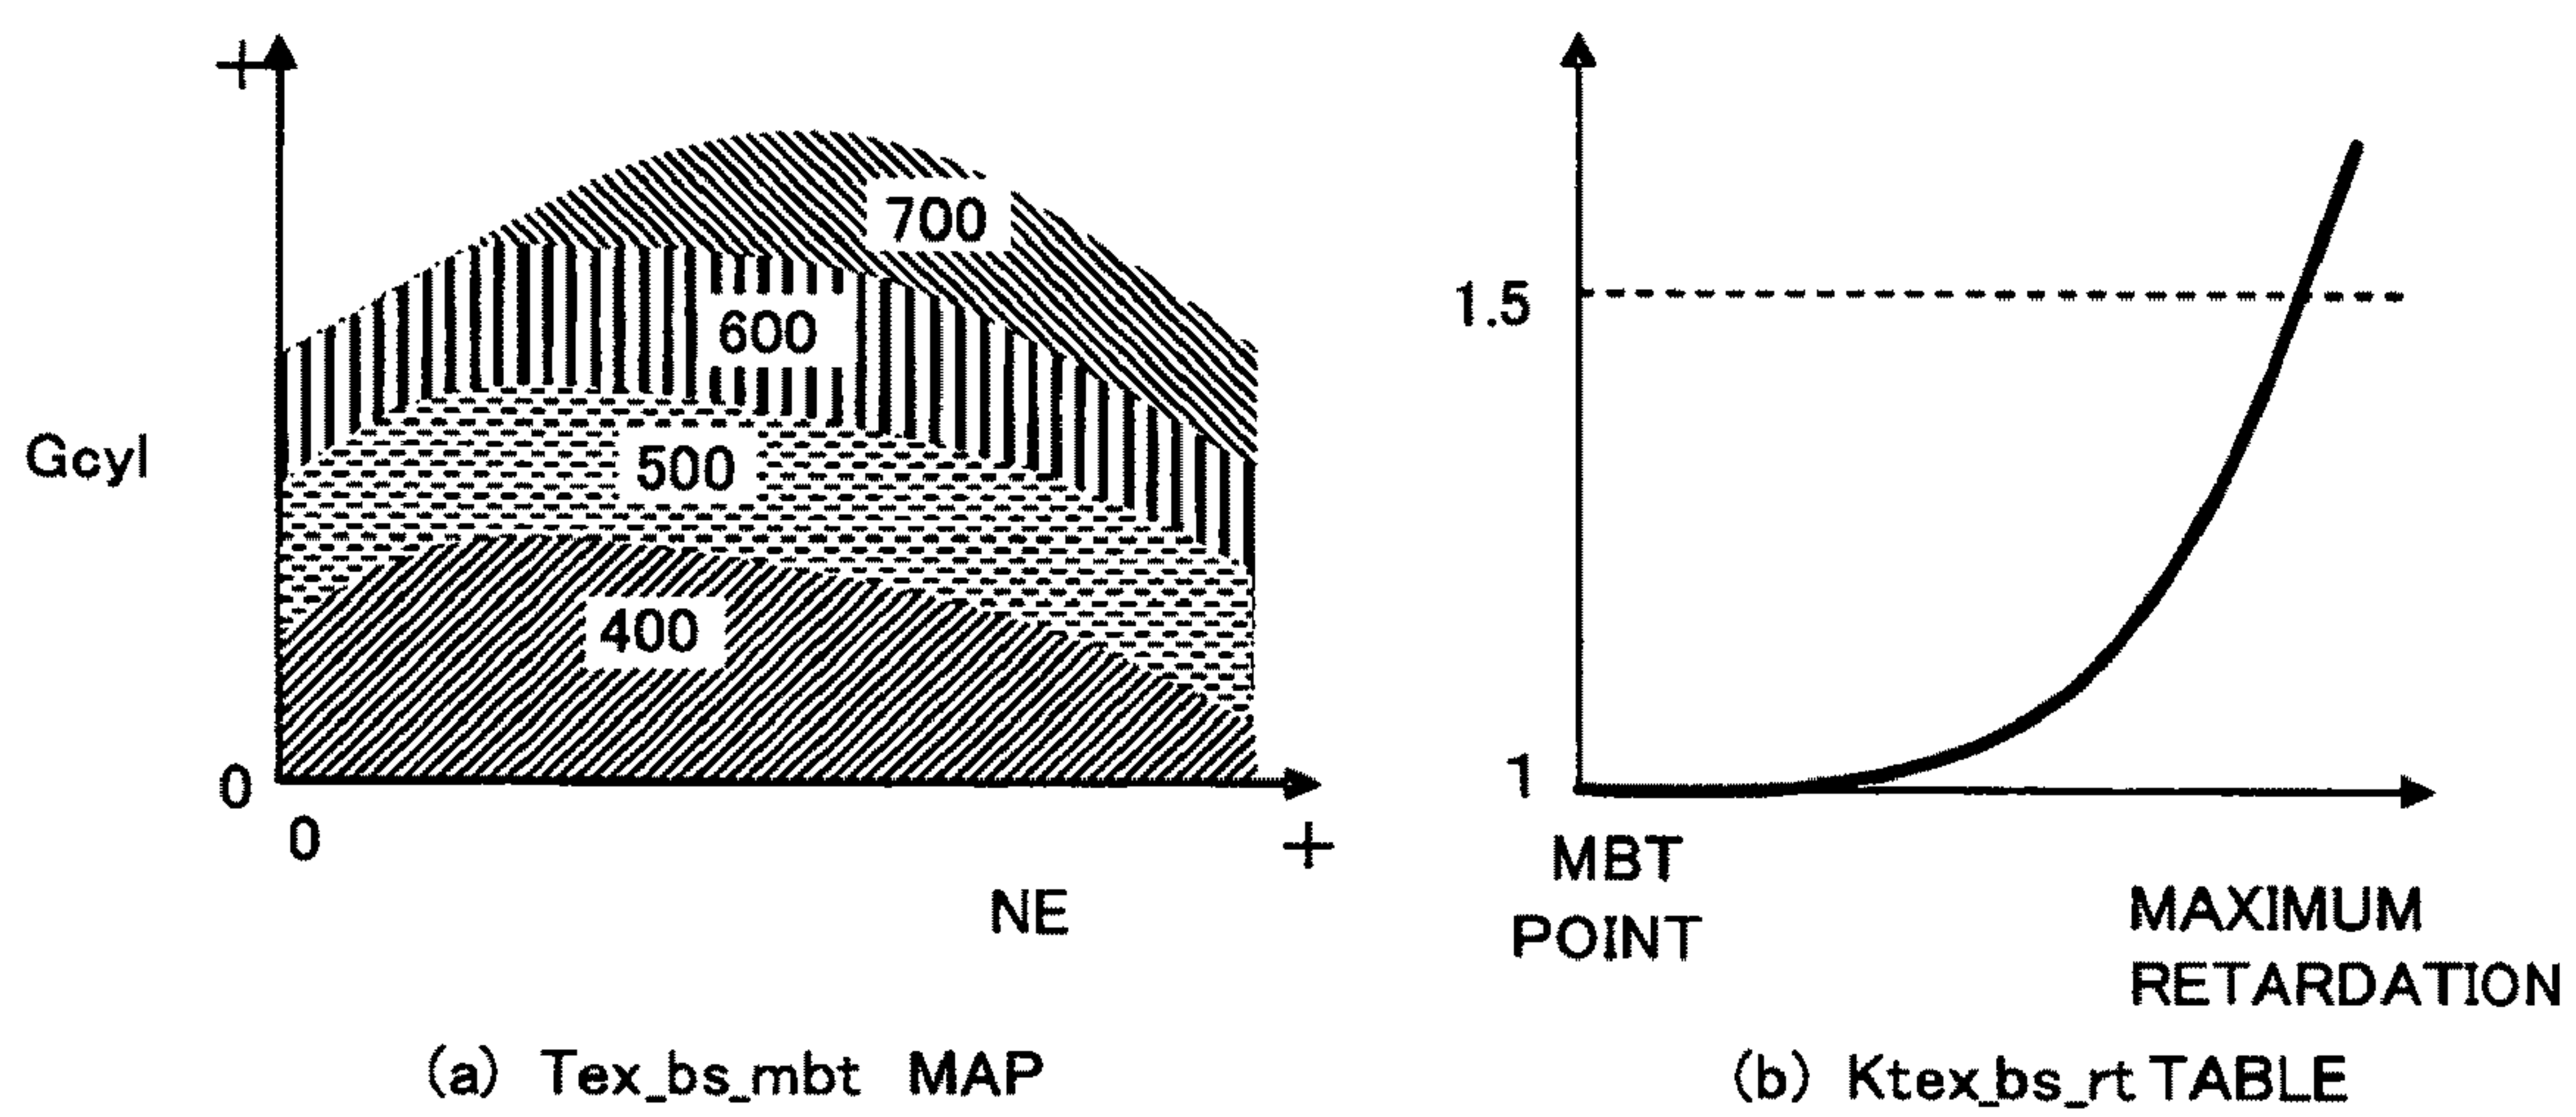 +
700
600
Gcyl
500
400
0
0
+
NE
(a) Tex_bs_mbt MAP
1.5
1
MBT
POINT
MAXIMUM
RETARDATION
(b) Ktex_bs_rt TABLE